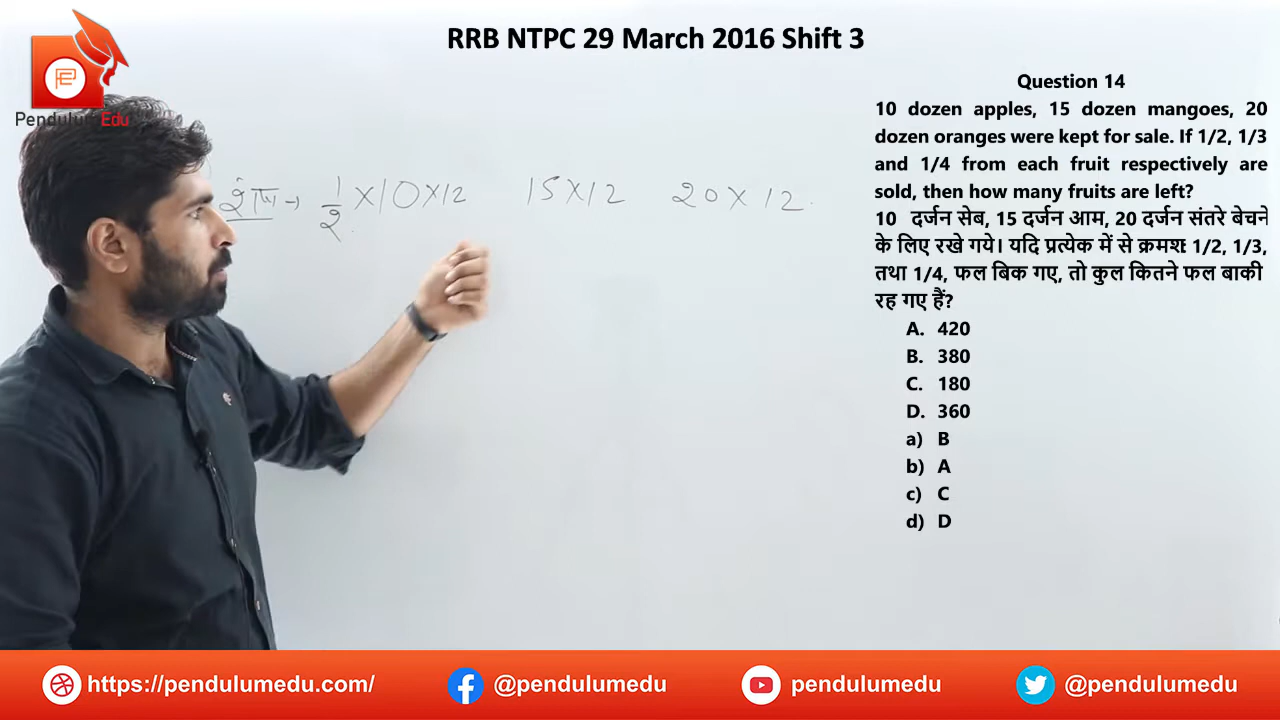 RRB NTPC 29 March 2016 Shift 3
PendulumEdu
Question 14
10 dozen apples, 15 dozen mangoes, 20
dozen oranges were kept for sale. If 1/2, 1/3
and 1/4 from each fruit respectively are
sold, then how many fruits are left?
10 दर्जन सेब, 15 दर्जन आम, 20 दर्जन संतरे बेचने
के लिए रखे गये। यदि प्रत्येक में से क्रमश: 1/2, 1/3,
तथा 1/4, फल बिक गए, तो कुल कितने फल बाकी
रह गए हैं?
A. 420
B. 380
C. 180
D. 360
a) B
b) A
c) C
d) D
शेष → 1/2 × 10 × 12 15 × 12 20 × 12
https://pendulumedu.com/ @pendulumedu pendulumedu @pendulumedu